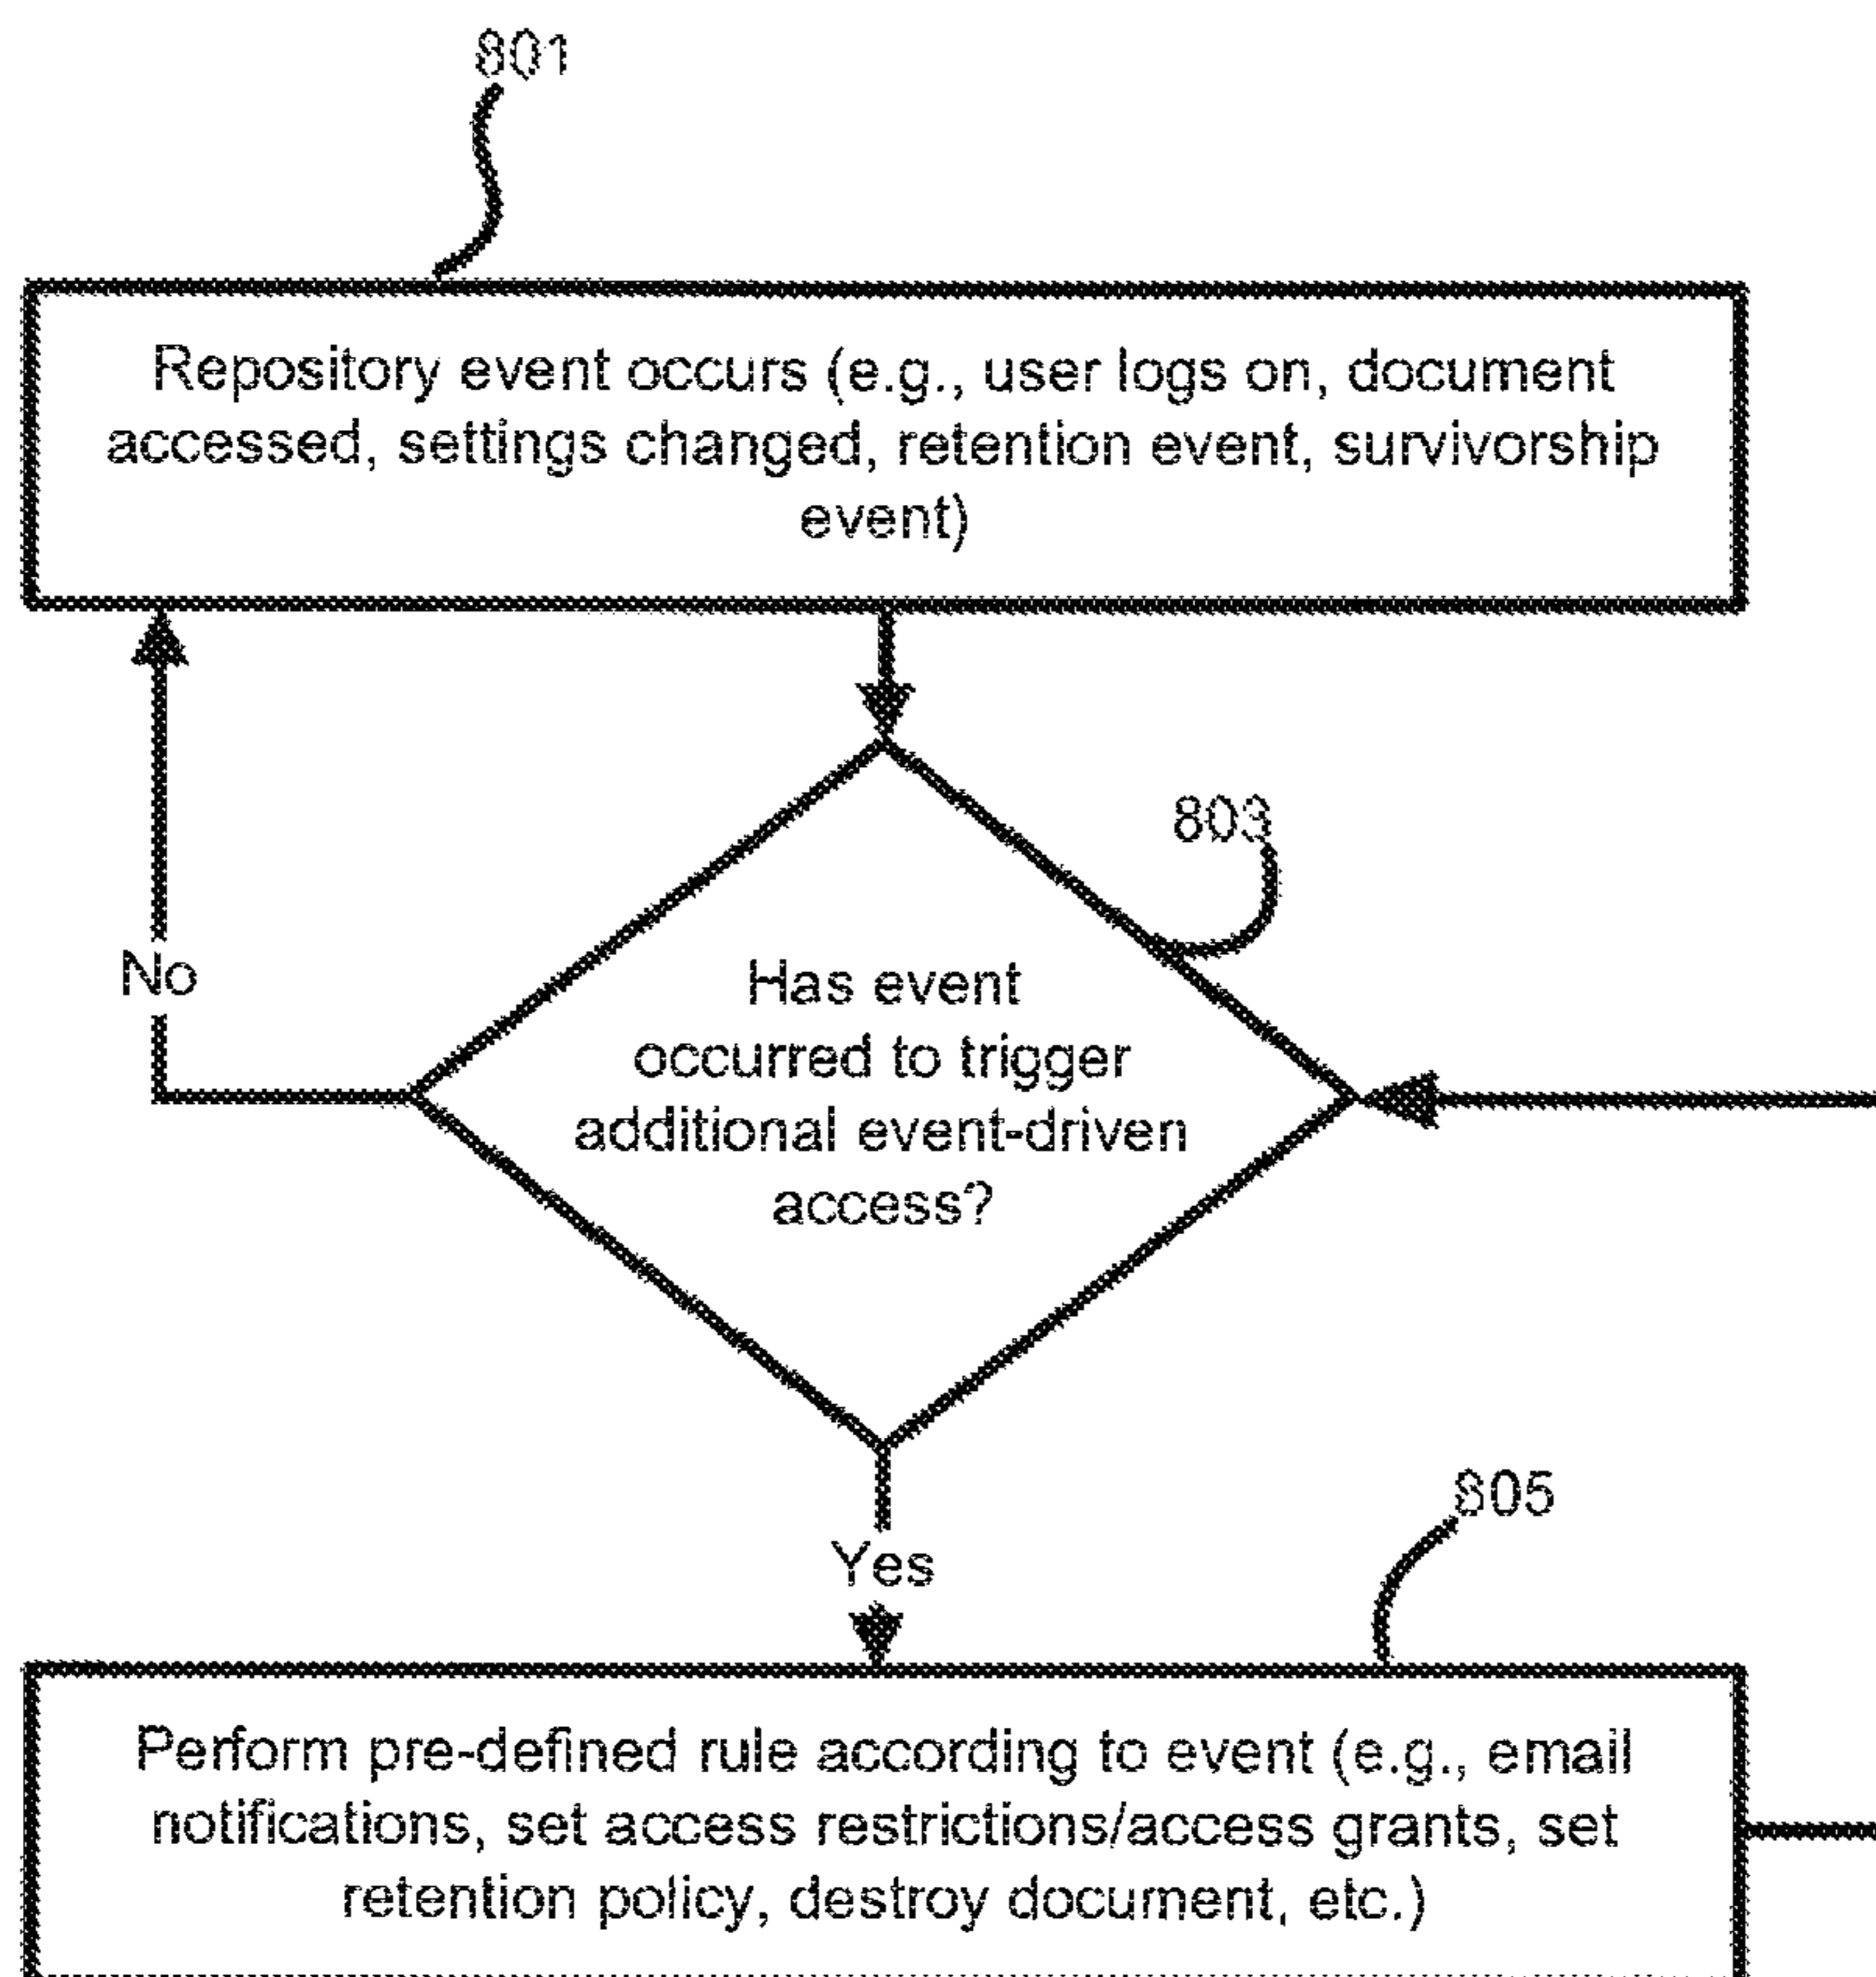 801
Repository event occurs (e.g., user logs on, document
accessed, settings changed, retention event, survivorship
event)
803
No
Has event
occurred to trigger
additional event-driven
access?
805
Yes
Perform pre-defined rule according to event (e.g., email
notifications, set access restrictions/access grants, set
retention policy, destroy document, etc.)